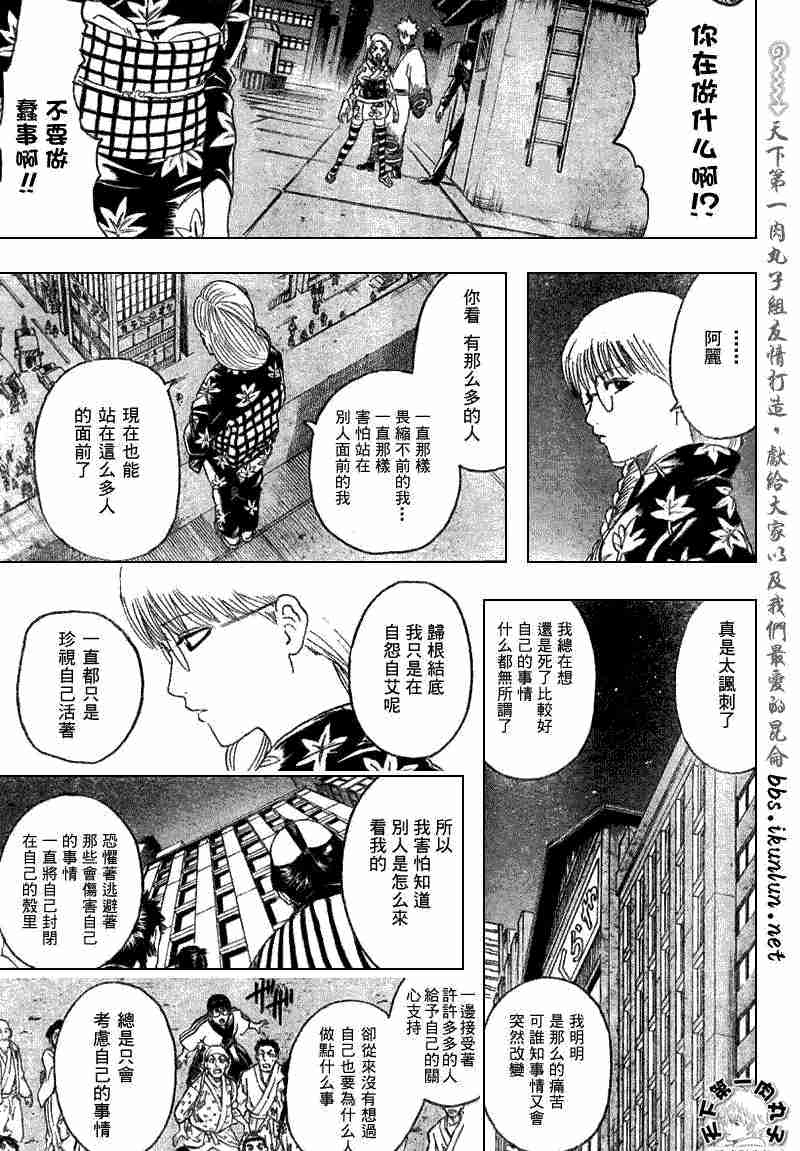 你在做什么啊!?
不要做
蠢事啊!!
……
阿麗
你看 有那么多的人
一直那樣
畏縮不前的我…
一直那樣
害怕站在
別人面前的我
現在也能
站在這么多人
的面前了
真是太諷刺了
我總在想
還是死了比較好
自己的事情
什么都無所謂了
我明明
是那么的痛苦
可誰知事情又會
突然改變
歸根結底
我只是在
自怨自艾呢
一直都只是
珍視自己活著
所以
我害怕知道
別人是怎么來
看我的
恐懼著逃避著
那些會傷害自己
的事情
一直將自己封閉
在自己的殼里
一邊接受著
許許多多的人
給予自己的關
心支持
卻從來沒有想過
自己也要為什么人
做點什么事
總是只會
考慮自己的事情
天下第一肉丸子組友情打造，獻給大家以及我們最愛的昆侖 bbs.ikunlun.net
天下第一肉丸子